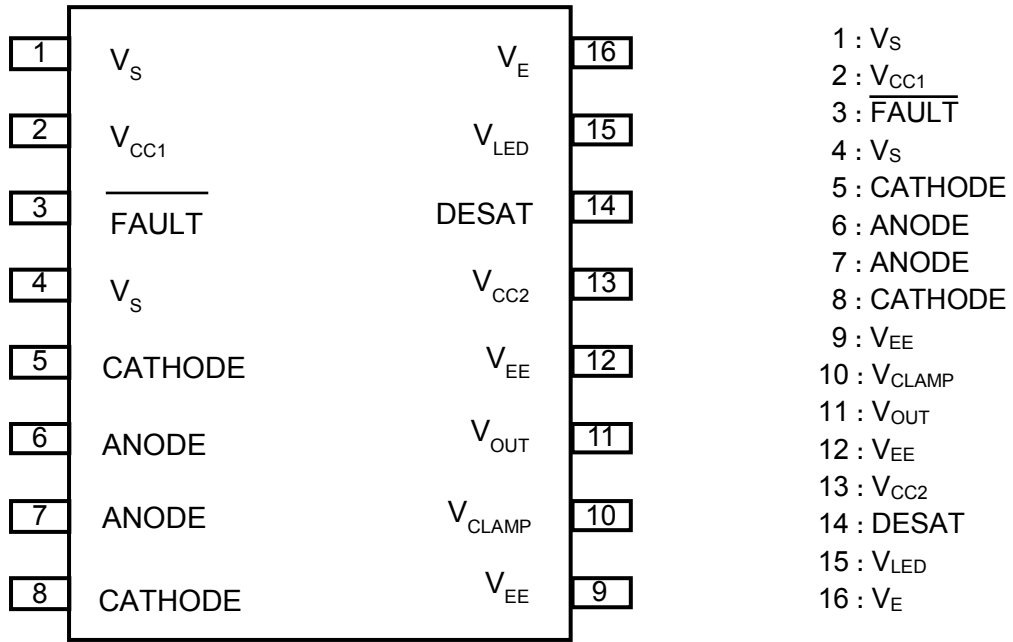 1 V_S V_E 16 1 : V_S
2 V_CC1 V_LED 15 2 : V_CC1
3 F̅A̅U̅L̅T̅ DESAT 14 3 : F̅A̅U̅L̅T̅
4 V_S V_CC2 13 4 : V_S
5 CATHODE V_EE 12 5 : CATHODE
6 ANODE V_OUT 11 6 : ANODE
7 ANODE V_CLAMP 10 7 : ANODE
8 CATHODE V_EE 9 8 : CATHODE
9 : V_EE
10 : V_CLAMP
11 : V_OUT
12 : V_EE
13 : V_CC2
14 : DESAT
15 : V_LED
16 : V_E